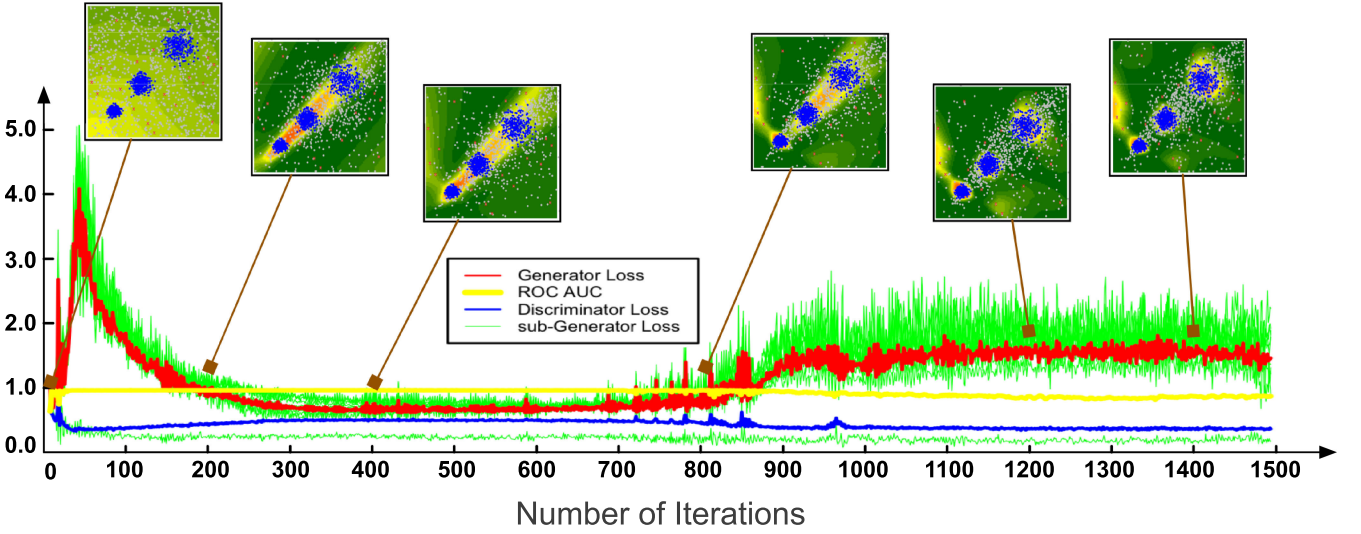 5.0
4.0
3.0
2.0
1.0
0.0
Generator Loss
ROC AUC
Discriminator Loss
sub-Generator Loss
0 100 200 300 400 500 600 700 800 900 1000 1100 1200 1300 1400 1500
Number of Iterations